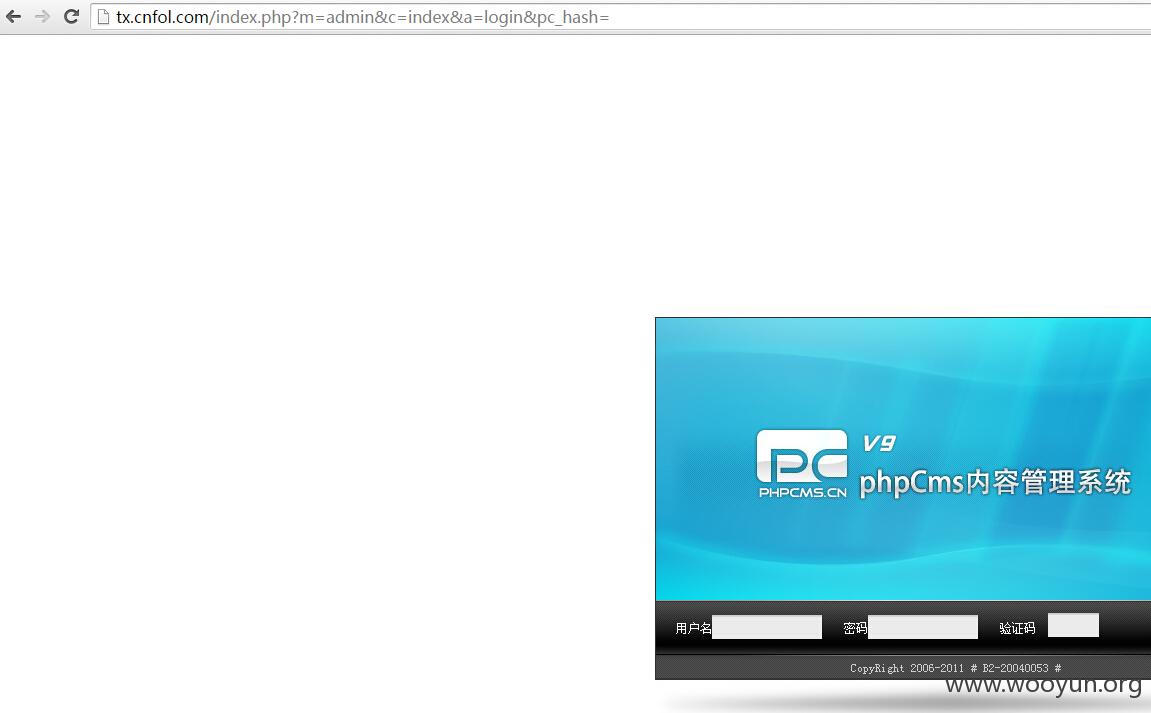 tx.cnfol.com/index.php?m=admin&c=index&a=login&pc_hash=
PC V9
PHPCMS.CN phpCms内容管理系统
用户名 密码 验证码
CopyRight 2006-2011 # B2-20040053 #
www.wooyun.org